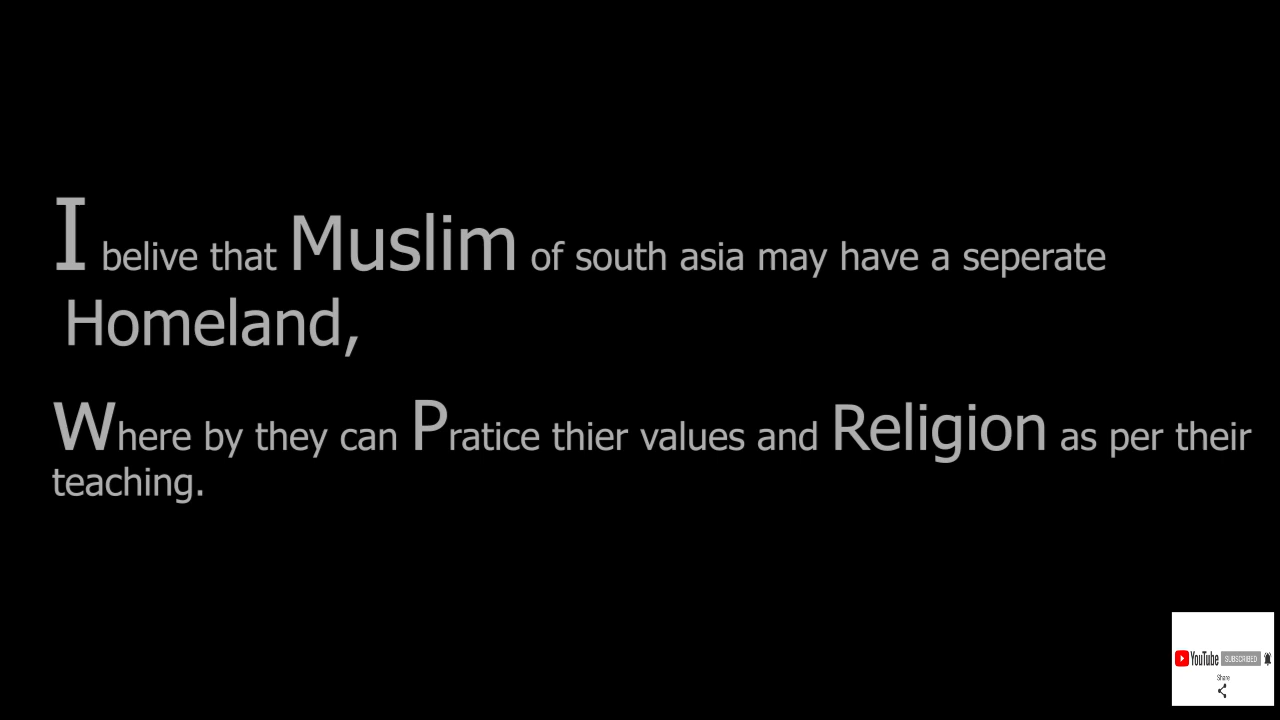 I belive that Muslim of south asia may have a seperate
Homeland,
Where by they can Pratice thier values and Religion as per their
teaching.
YouTube SUBSCRIBED
Share